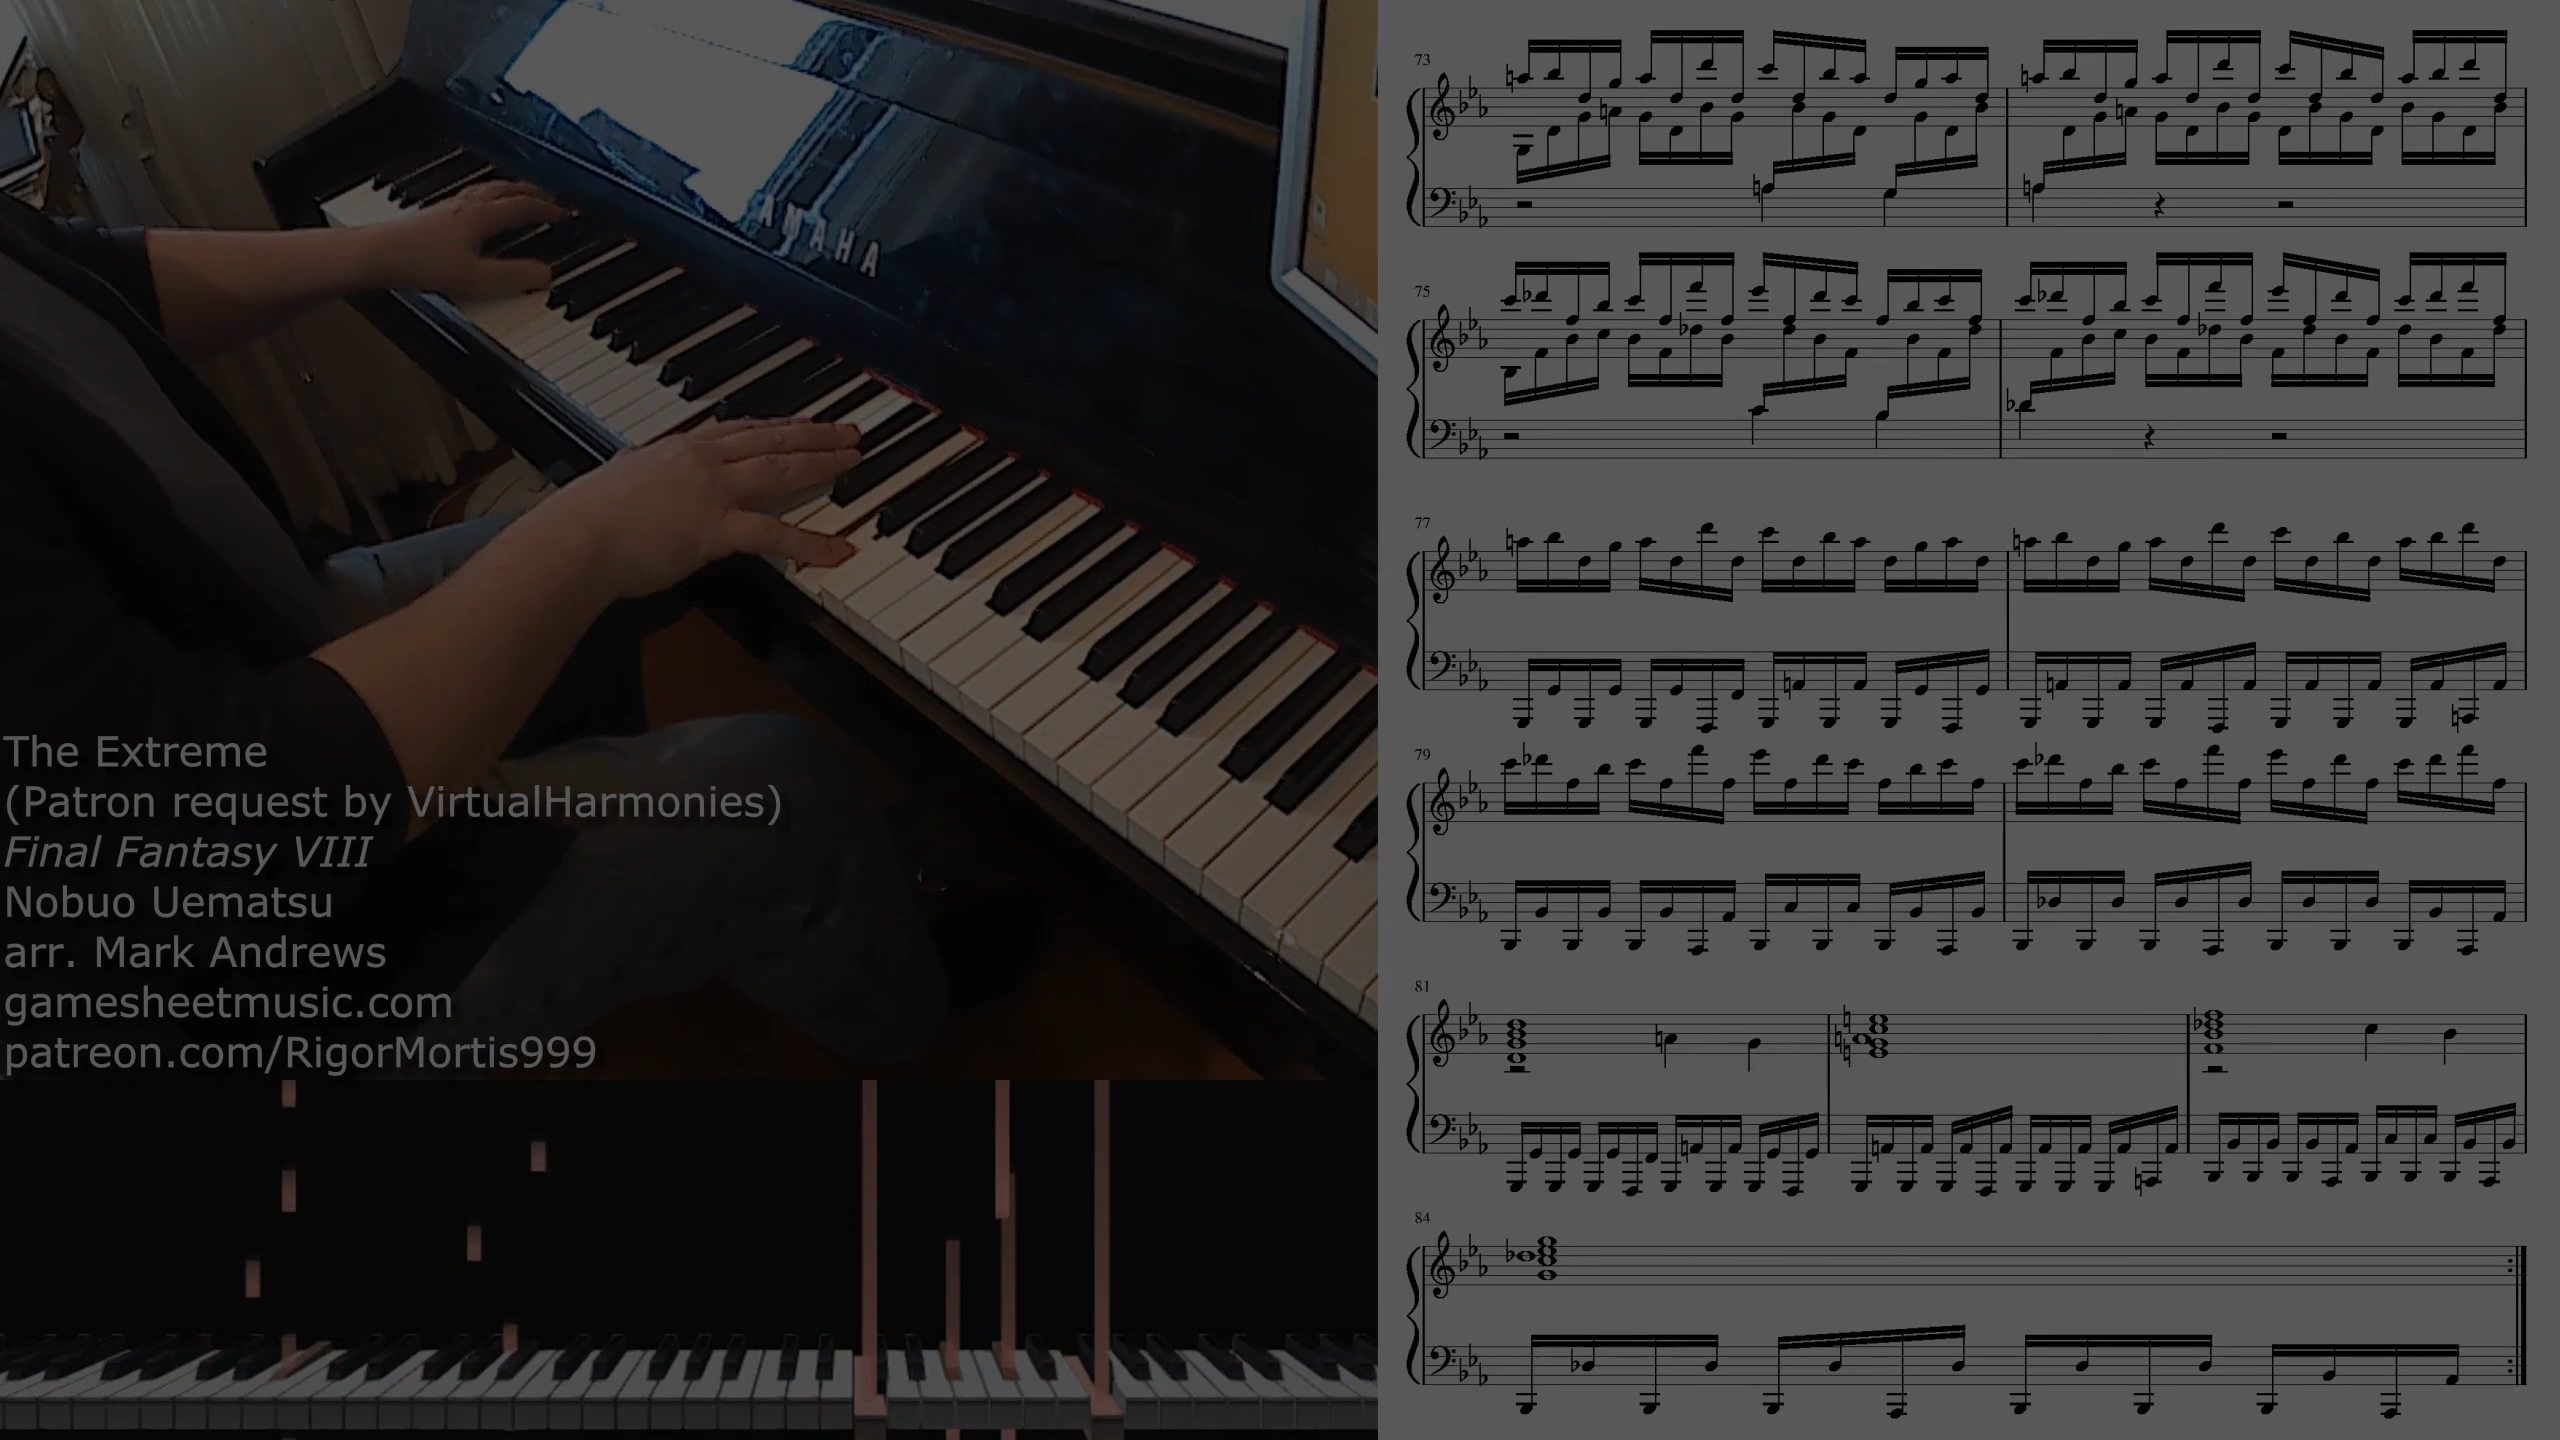 YAMAHA
The Extreme
(Patron request by VirtualHarmonies)
Final Fantasy VIII
Nobuo Uematsu
arr. Mark Andrews
gamesheetmusic.com
patreon.com/RigorMortis999
73
75
77
79
81
84